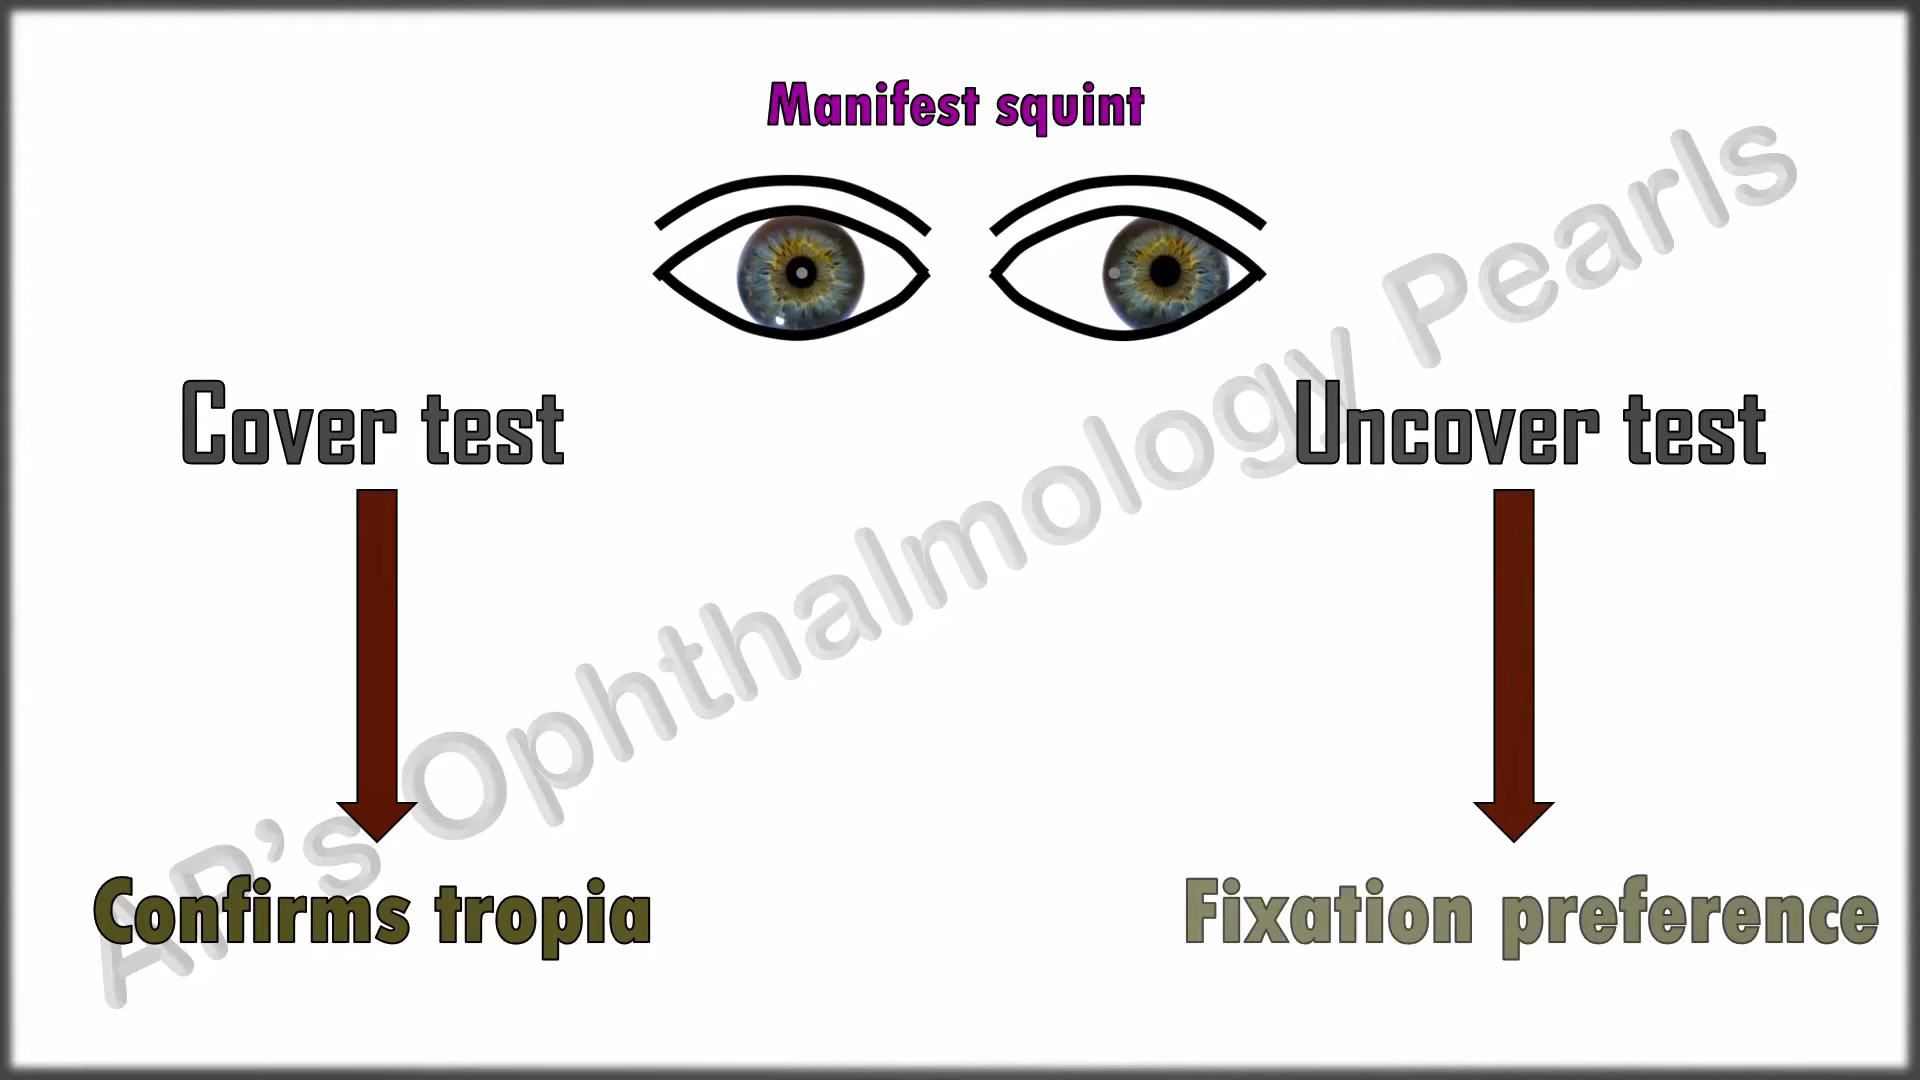 Manifest squint
Cover test
Uncover test
Confirms tropia
Fixation preference
AP's Ophthalmology Pearls